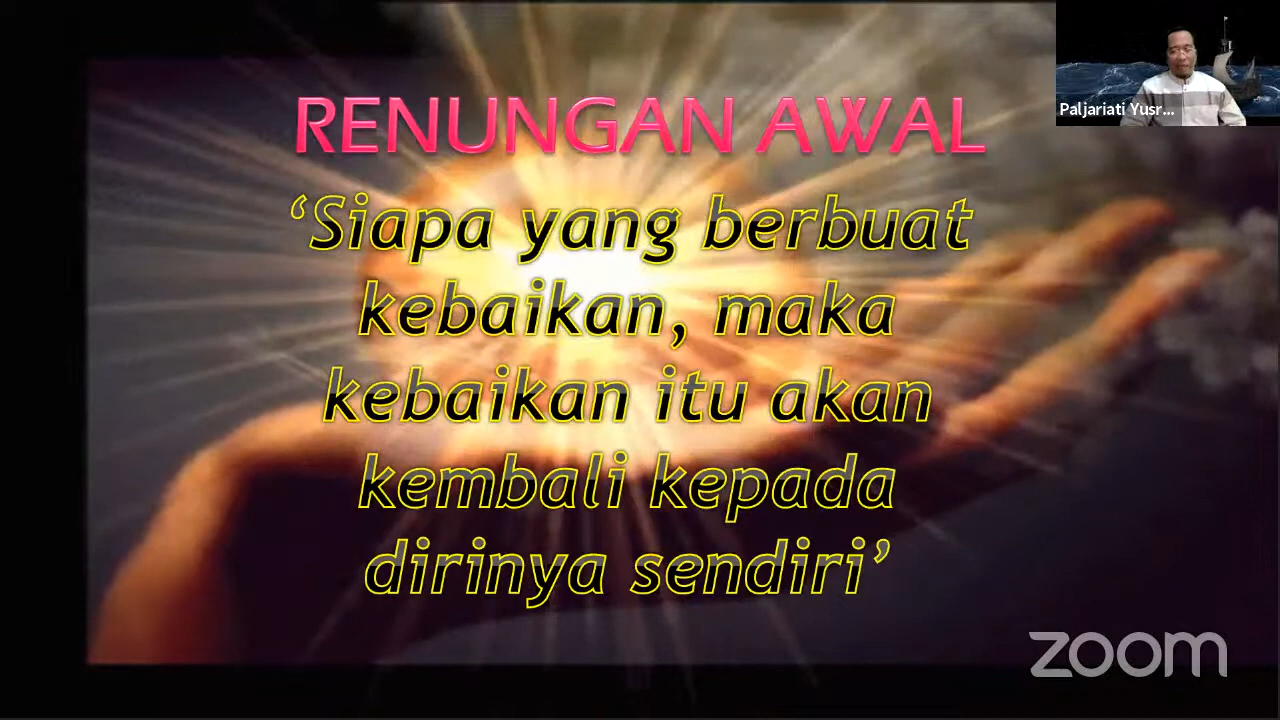 RENUNGAN AWAL
‘Siapa yang berbuat
kebaikan, maka
kebaikan itu akan
kembali kepada
dirinya sendiri’
Paljariati Yusr...
zoom